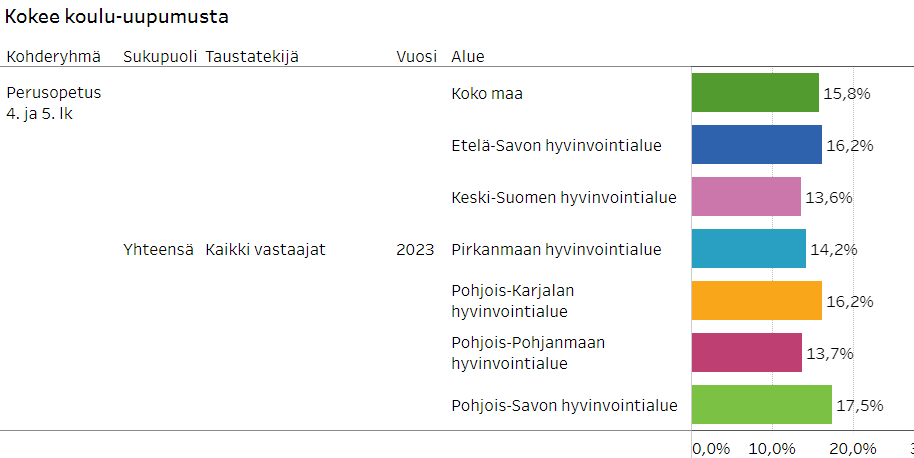 Kokee koulu-uupumusta
Kohderyhmä Sukupuoli Taustatekijä Vuosi Alue
Perusopetus
4. ja 5. lk
Koko maa 15,8%
Etelä-Savon hyvinvointialue 16,2%
Keski-Suomen hyvinvointialue 13,6%
Yhteensä Kaikki vastaajat 2023 Pirkanmaan hyvinvointialue 14,2%
Pohjois-Karjalan
hyvinvointialue 16,2%
Pohjois-Pohjanmaan
hyvinvointialue 13,7%
Pohjois-Savon hyvinvointialue 17,5%
0,0% 10,0% 20,0%